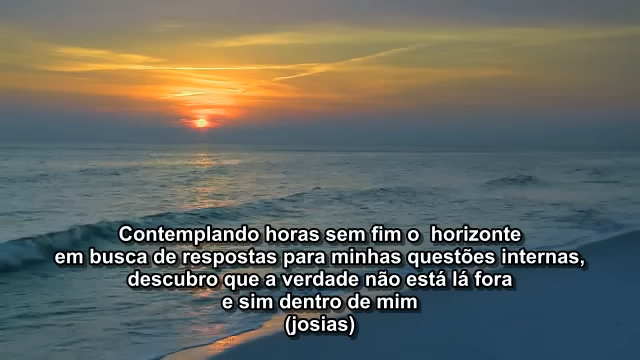 Contemplando horas sem fim o horizonte
em busca de respostas para minhas questões internas,
descubro que a verdade não está lá fora
e sim dentro de mim
(josias)